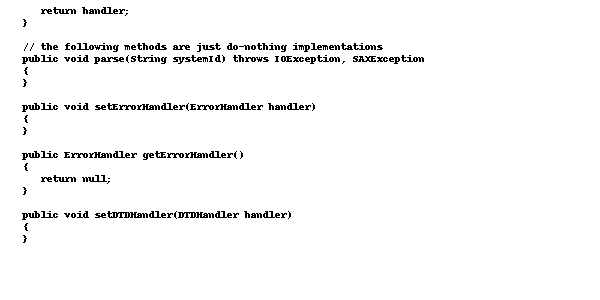 return handler;
}
// the following methods are just do-nothing implementations
public void parse(String systemId) throws IOException, SAXException
{
}
public void setErrorHandler(ErrorHandler handler)
{
}
public ErrorHandler getErrorHandler()
{
return null;
}
public void setDTDHandler(DTDHandler handler)
{
}